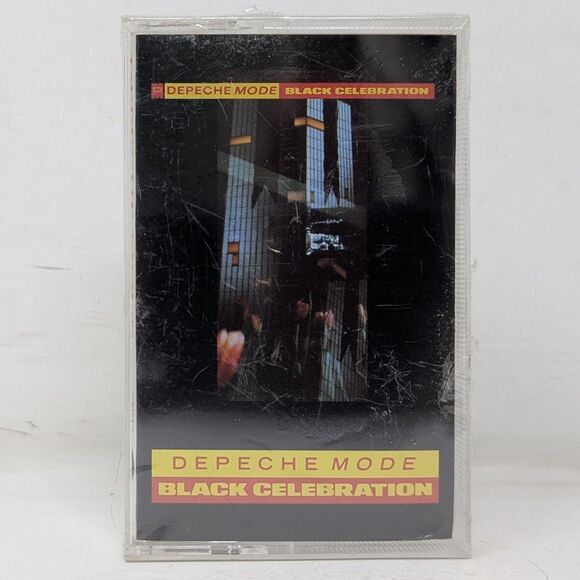 DEPECHE MODE BLACK CELEBRATION
DEPECHE MODE
BLACK CELEBRATION